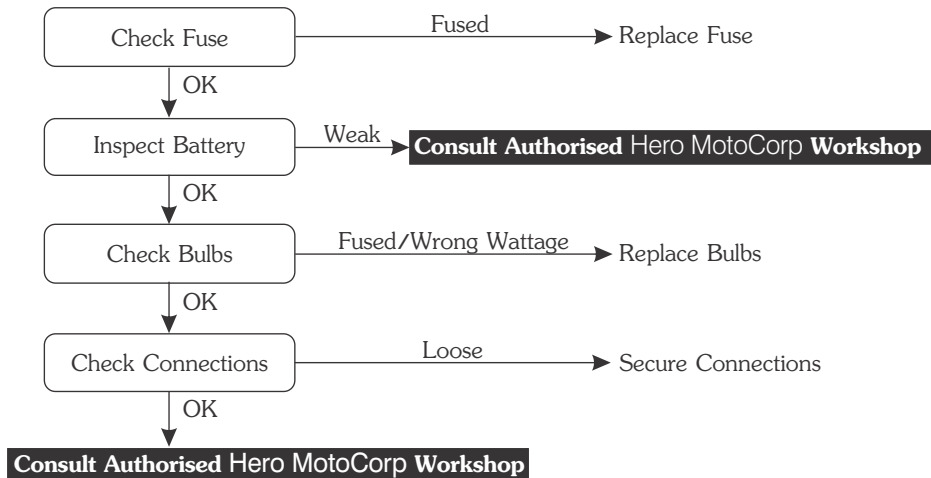 Check Fuse
Fused
Replace Fuse
OK
Inspect Battery
Weak
Consult Authorised Hero MotoCorp Workshop
OK
Check Bulbs
Fused/Wrong Wattage
Replace Bulbs
OK
Check Connections
Loose
Secure Connections
OK
Consult Authorised Hero MotoCorp Workshop